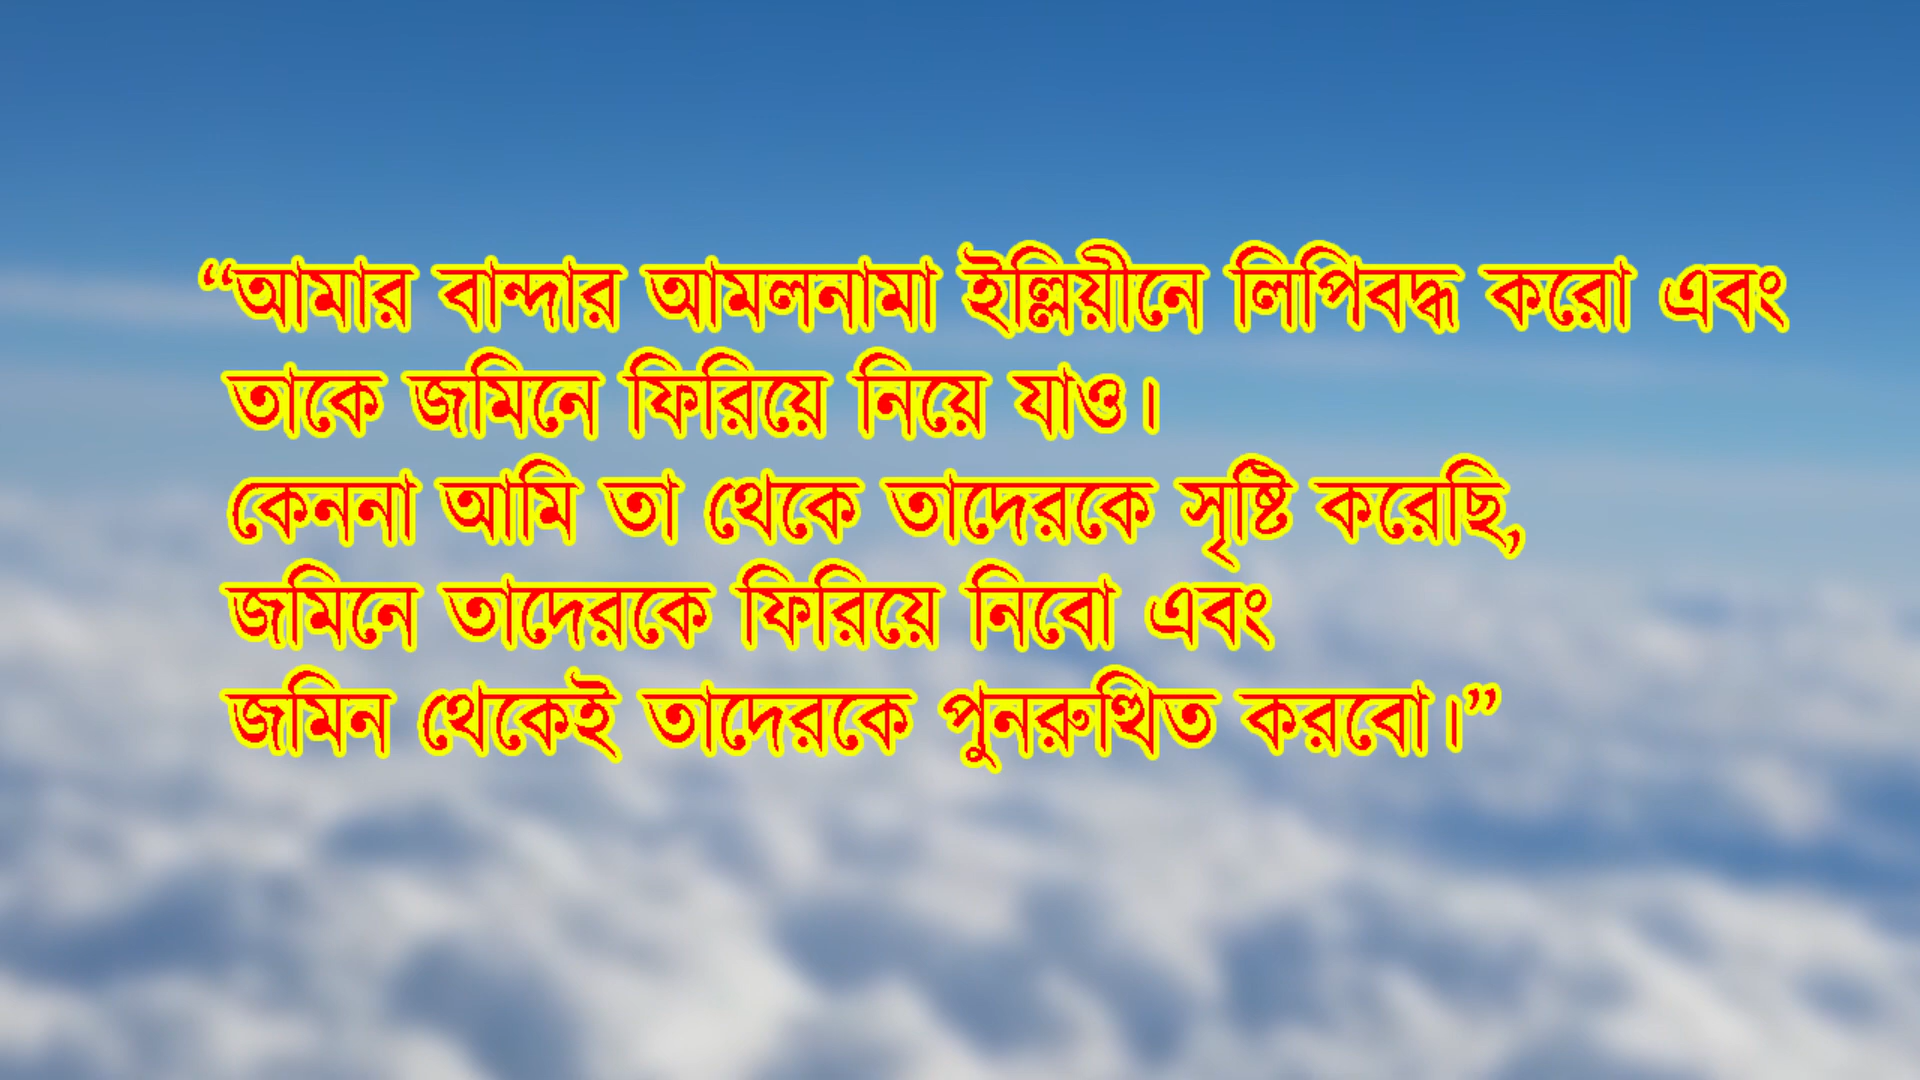 “আমার বান্দার আমলনামা ইল্লিয়ীনে লিপিবদ্ধ করো এবং
তাকে জমিনে ফিরিয়ে নিয়ে যাও।
কেননা আমি তা থেকে তাদেরকে সৃষ্টি করেছি,
জমিনে তাদেরকে ফিরিয়ে নিবো এবং
জমিন থেকেই তাদেরকে পুনরুত্থিত করবো।”